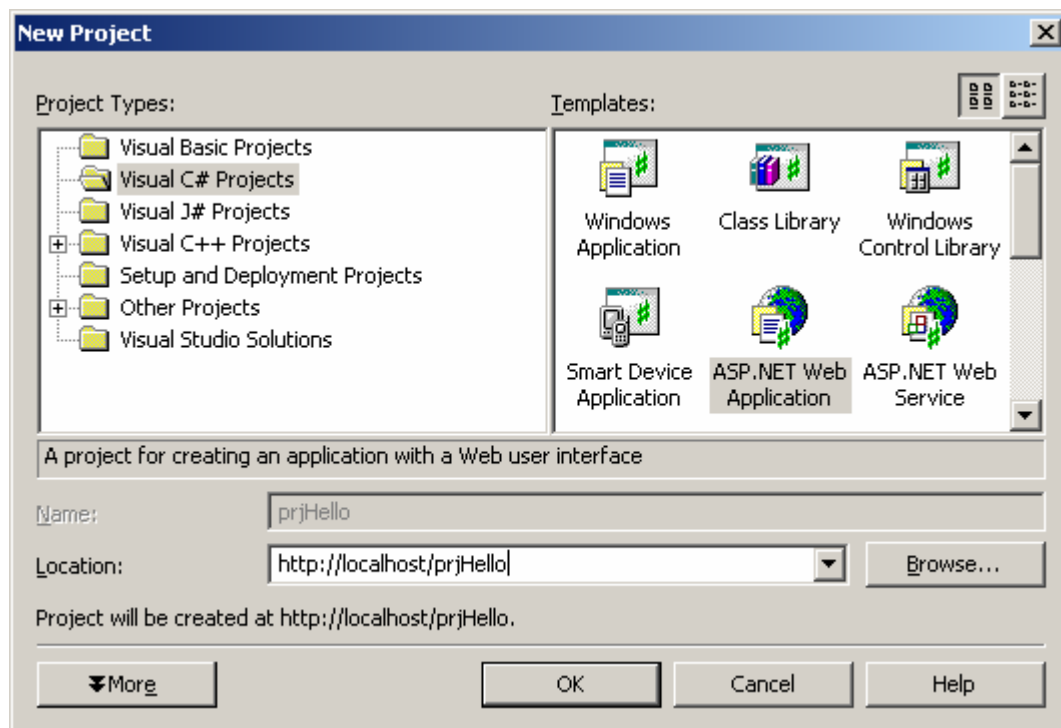 New Project
Project Types:
Templates:
Visual Basic Projects
Visual C# Projects
Visual J# Projects
Visual C++ Projects
Setup and Deployment Projects
Other Projects
Visual Studio Solutions
Windows
Application
Class Library
Windows
Control Library
Smart Device
Application
ASP.NET Web
Application
ASP.NET Web
Service
A project for creating an application with a Web user interface
Name:
prjHello
Location:
http://localhost/prjHello
Browse...
Project will be created at http://localhost/prjHello.
More
OK
Cancel
Help